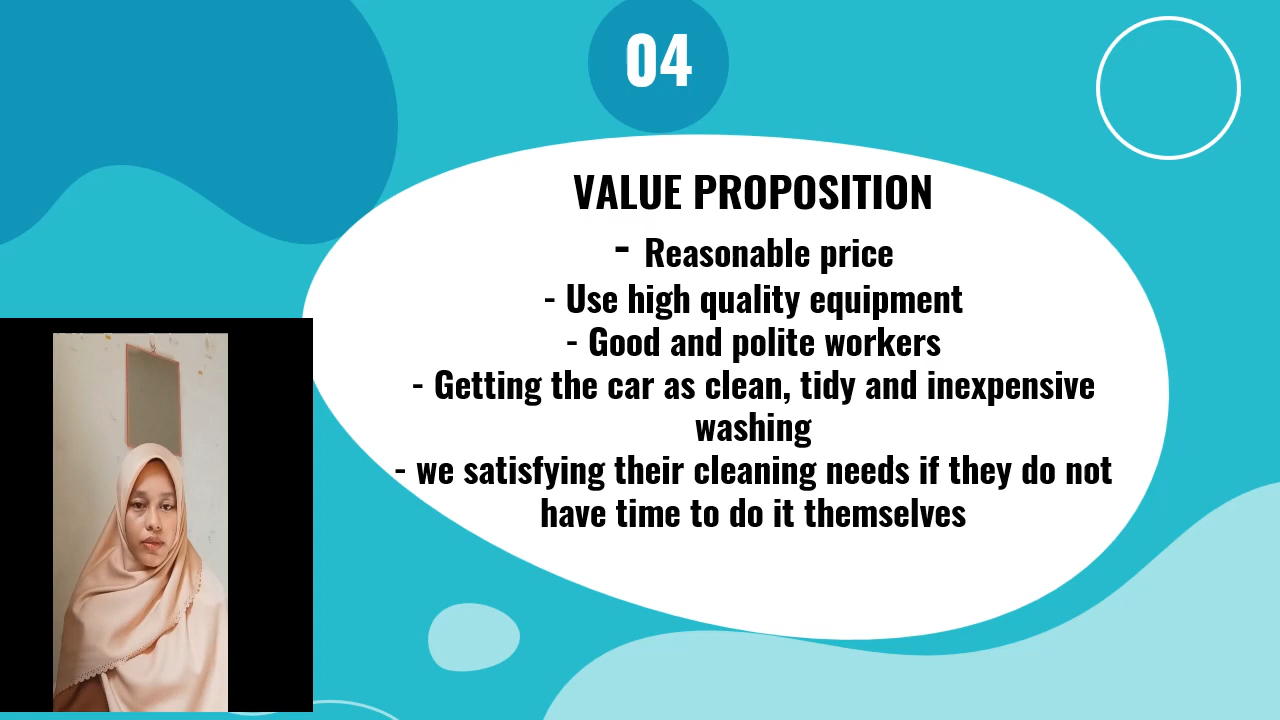 04
VALUE PROPOSITION
- Reasonable price
- Use high quality equipment
- Good and polite workers
- Getting the car as clean, tidy and inexpensive
washing
- we satisfying their cleaning needs if they do not
have time to do it themselves